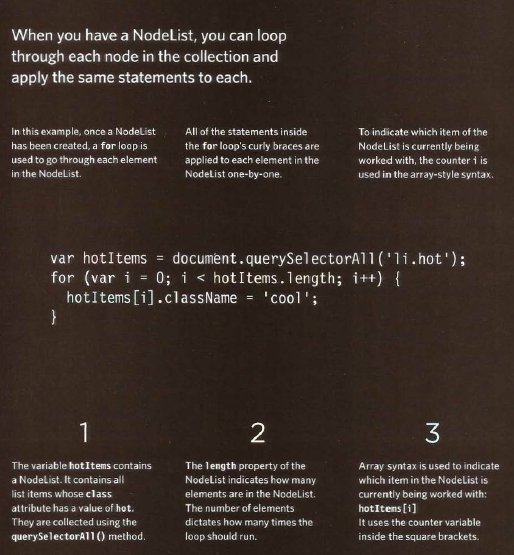 When you have a NodeList, you can loop
through each node in the collection and
apply the same statements to each.
In this example, once a NodeList
has been created, a for loop is
used to go through each element
in the NodeList.
All of the statements inside
the for loop's curly braces are
applied to each element in the
NodeList one-by-one.
To indicate which item of the
NodeList is currently being
worked with, the counter i is
used in the array-style syntax.
var hotItems = document.querySelectorAll('li.hot');
for (var i = 0; i < hotItems.length; i++) {
hotItems[i].className = 'cool';
}
1
The variable hotItems contains
a NodeList. It contains all
list items whose class
attribute has a value of hot.
They are collected using the
querySelectorAll() method.
2
The length property of the
NodeList indicates how many
elements are in the NodeList.
The number of elements
dictates how many times the
loop should run.
3
Array syntax is used to indicate
which item in the NodeList is
currently being worked with:
hotItems[i]
It uses the counter variable
inside the square brackets.